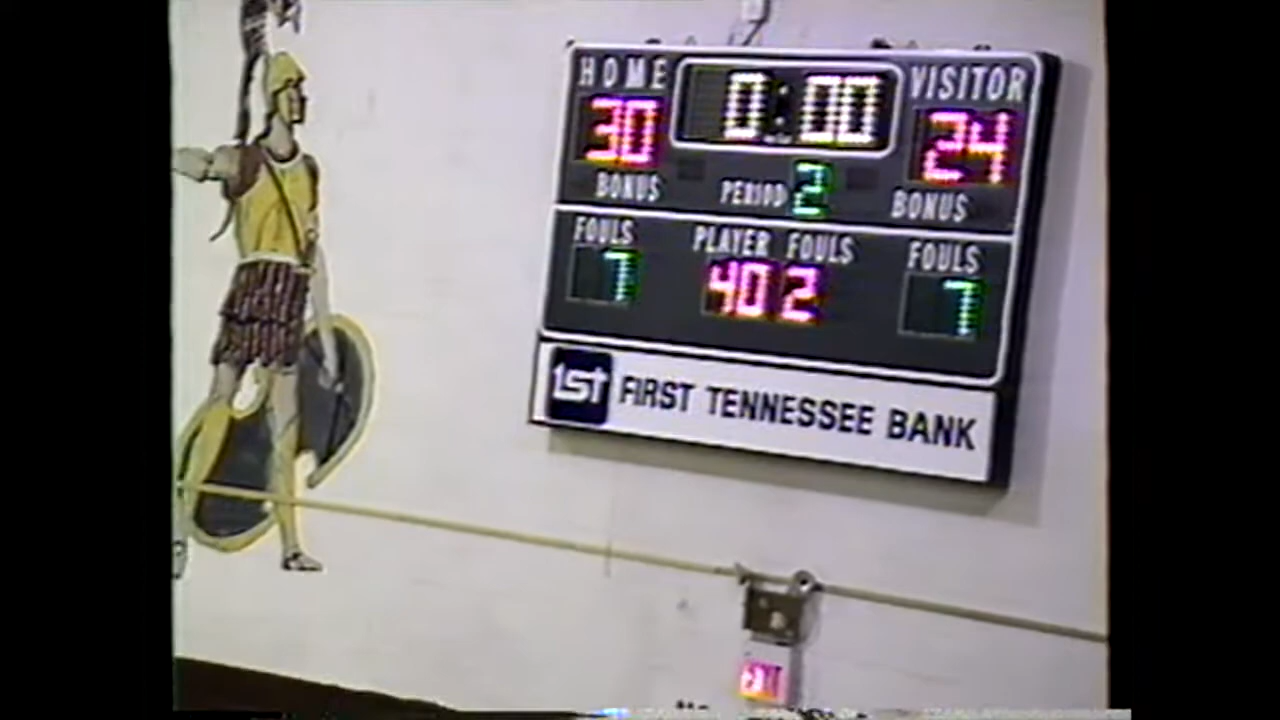 HOME 0:00 VISITOR
30 24
BONUS PERIOD 2 BONUS
FOULS PLAYER FOULS FOULS
7 40 2 7
1st FIRST TENNESSEE BANK
EXIT